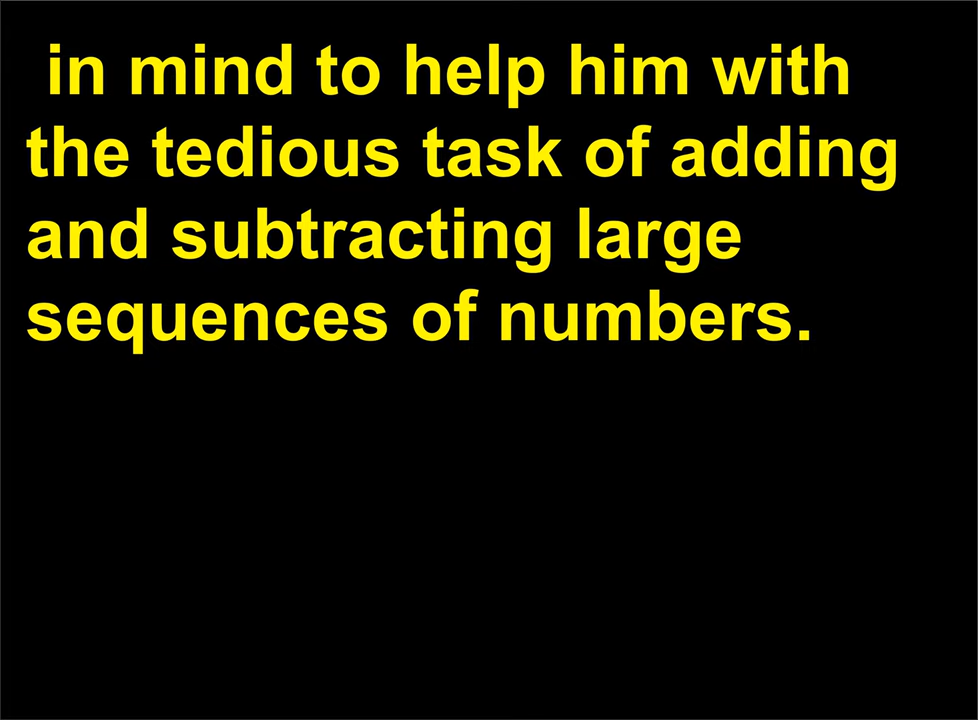 in mind to help him with
the tedious task of adding
and subtracting large
sequences of numbers.